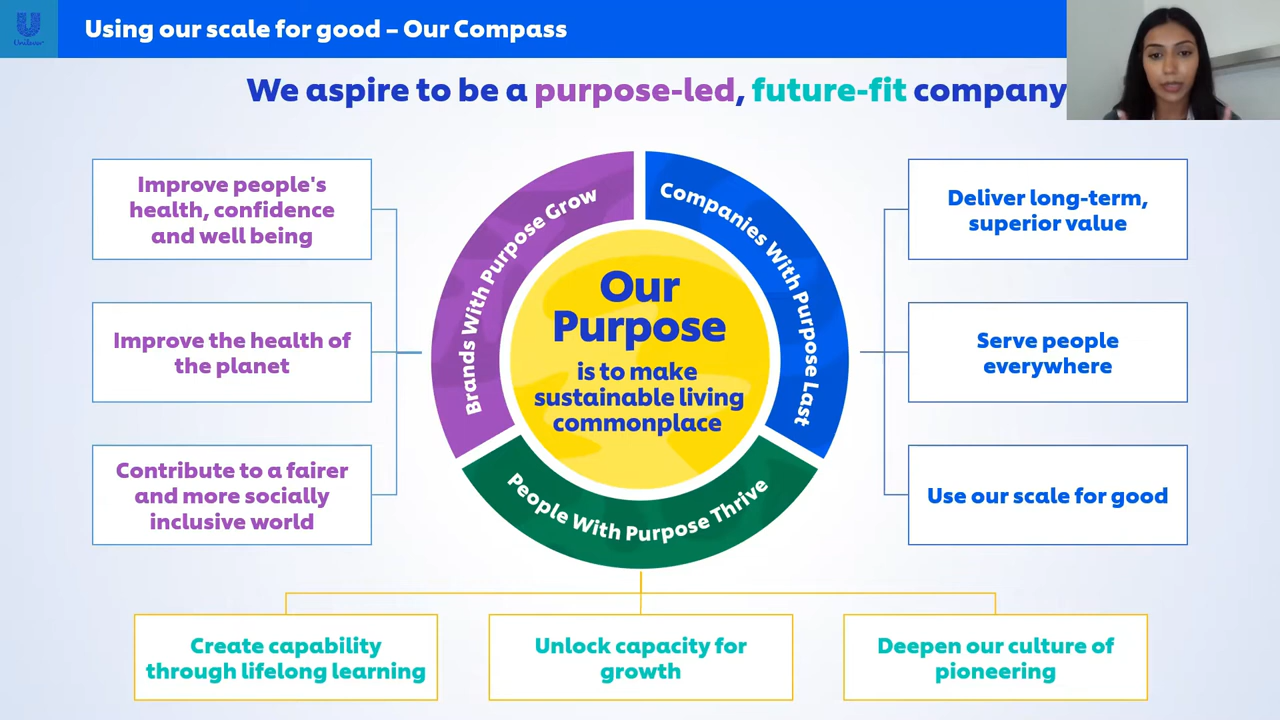 Unilever
Using our scale for good – Our Compass
We aspire to be a purpose-led, future-fit company
Improve people's
health, confidence
and well being
Improve the health of
the planet
Contribute to a fairer
and more socially
inclusive world
Brands With Purpose Grow
Companies With Purpose Last
Our
Purpose
is to make
sustainable living
commonplace
People With Purpose Thrive
Deliver long-term,
superior value
Serve people
everywhere
Use our scale for good
Create capability
through lifelong learning
Unlock capacity for
growth
Deepen our culture of
pioneering